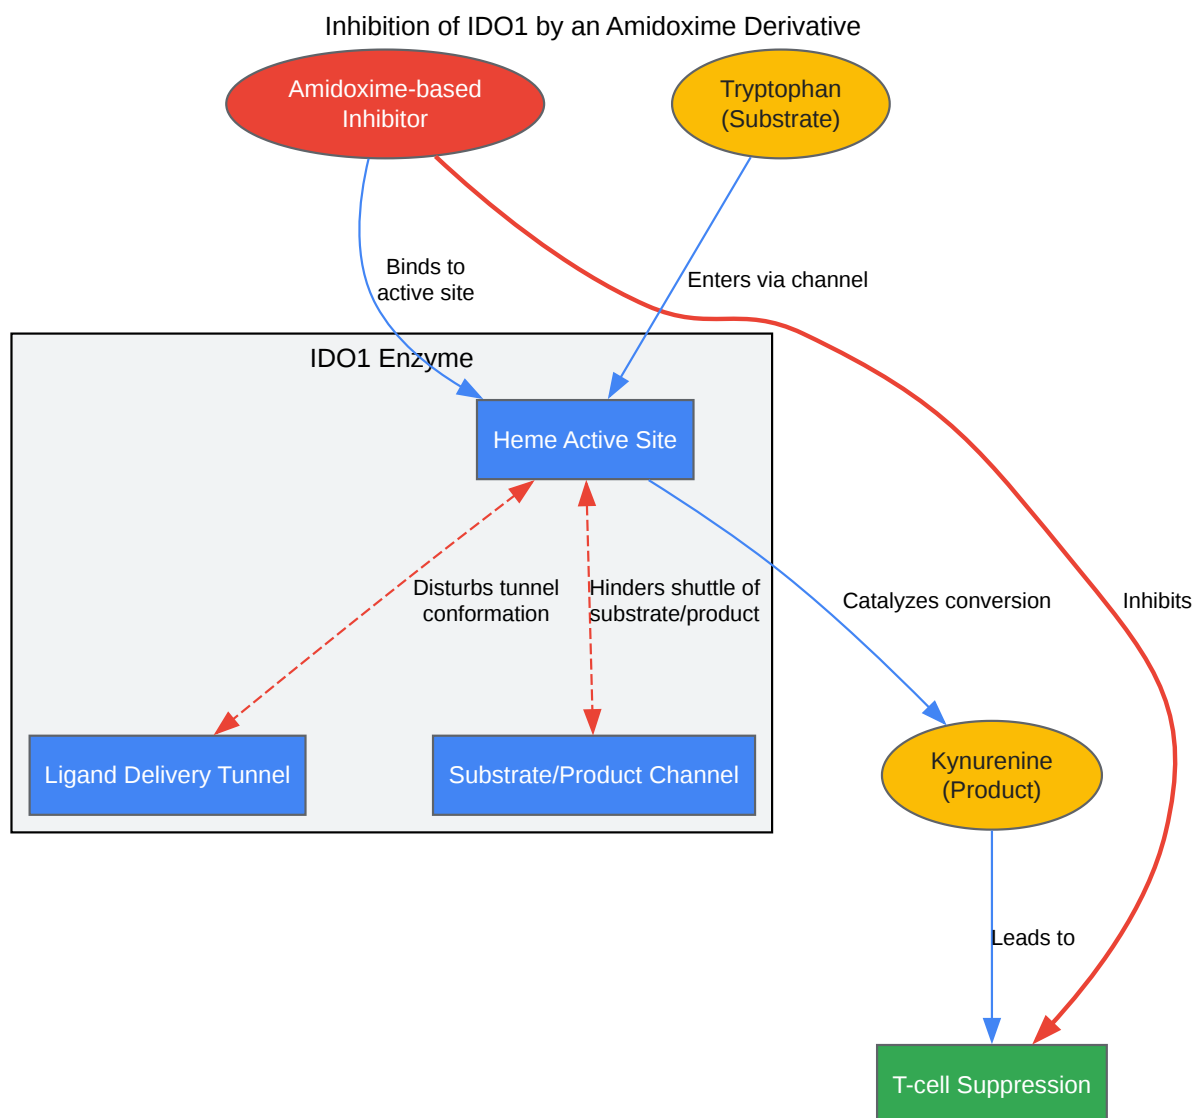 Inhibition of IDO1 by an Amidoxime Derivative
Amidoxime-based
Inhibitor
Tryptophan
(Substrate)
Binds to
active site
Enters via channel
IDO1 Enzyme
Heme Active Site
Disturbs tunnel
conformation
Hinders shuttle of
substrate/product
Catalyzes conversion
Inhibits
Ligand Delivery Tunnel
Substrate/Product Channel
Kynurenine
(Product)
Leads to
T-cell Suppression